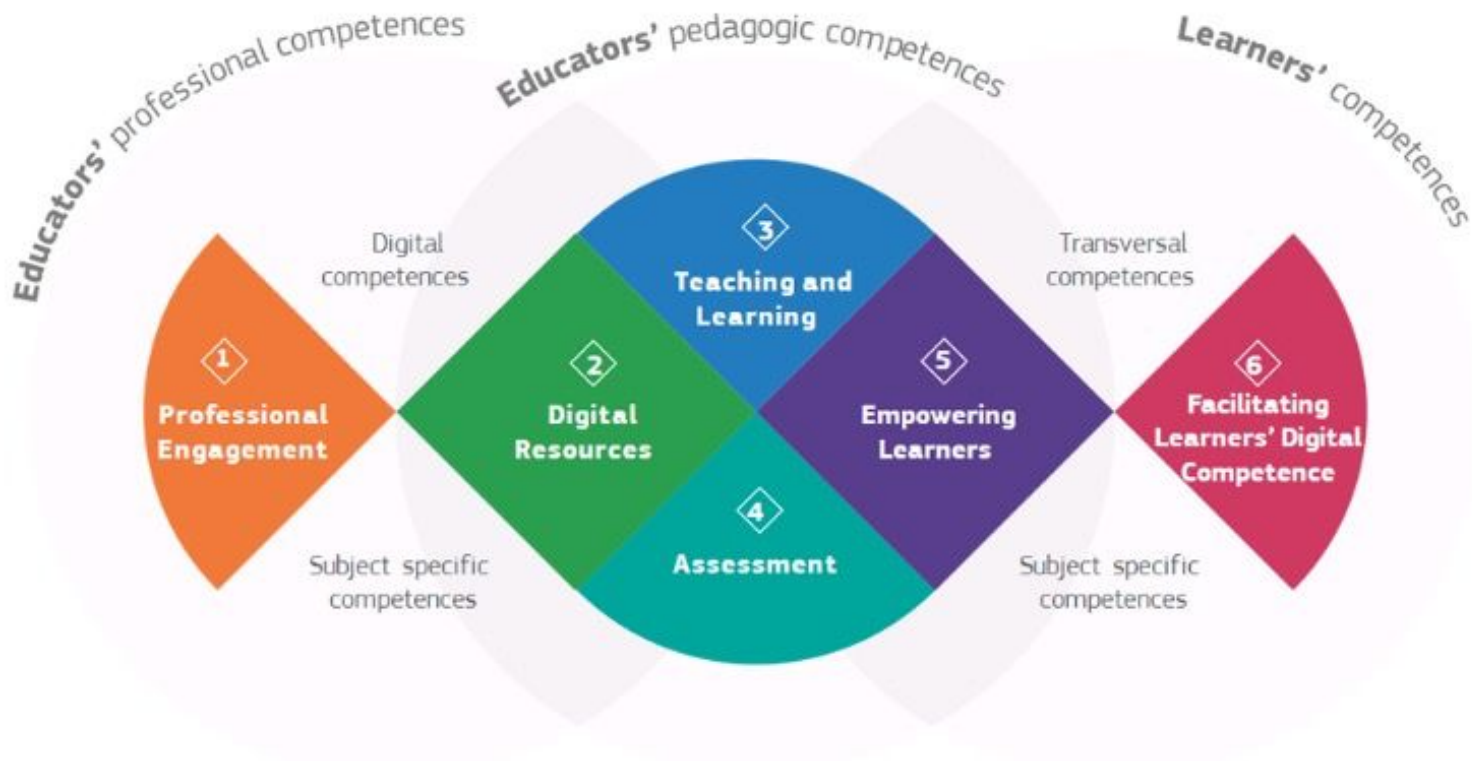 Educators' professional competences
Educators' pedagogic competences
Learners' competences
Digital
competences
Transversal
competences
1
Professional
Engagement
2
Digital
Resources
3
Teaching and
Learning
4
Assessment
5
Empowering
Learners
6
Facilitating
Learners' Digital
Competence
Subject specific
competences
Subject specific
competences